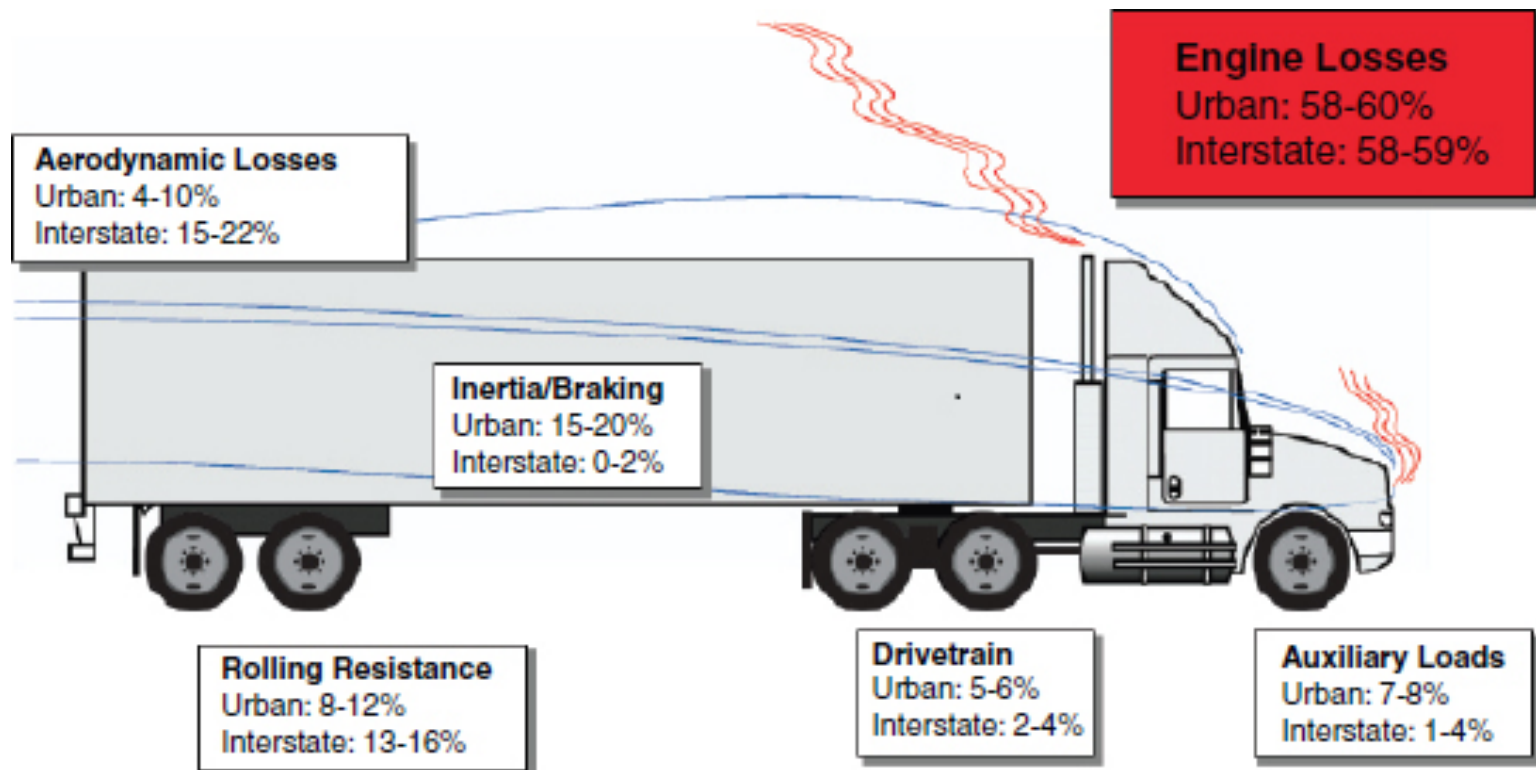 Engine Losses
Urban: 58-60%
Interstate: 58-59%
Aerodynamic Losses
Urban: 4-10%
Interstate: 15-22%
Inertia/Braking
Urban: 15-20%
Interstate: 0-2%
Rolling Resistance
Urban: 8-12%
Interstate: 13-16%
Drivetrain
Urban: 5-6%
Interstate: 2-4%
Auxiliary Loads
Urban: 7-8%
Interstate: 1-4%